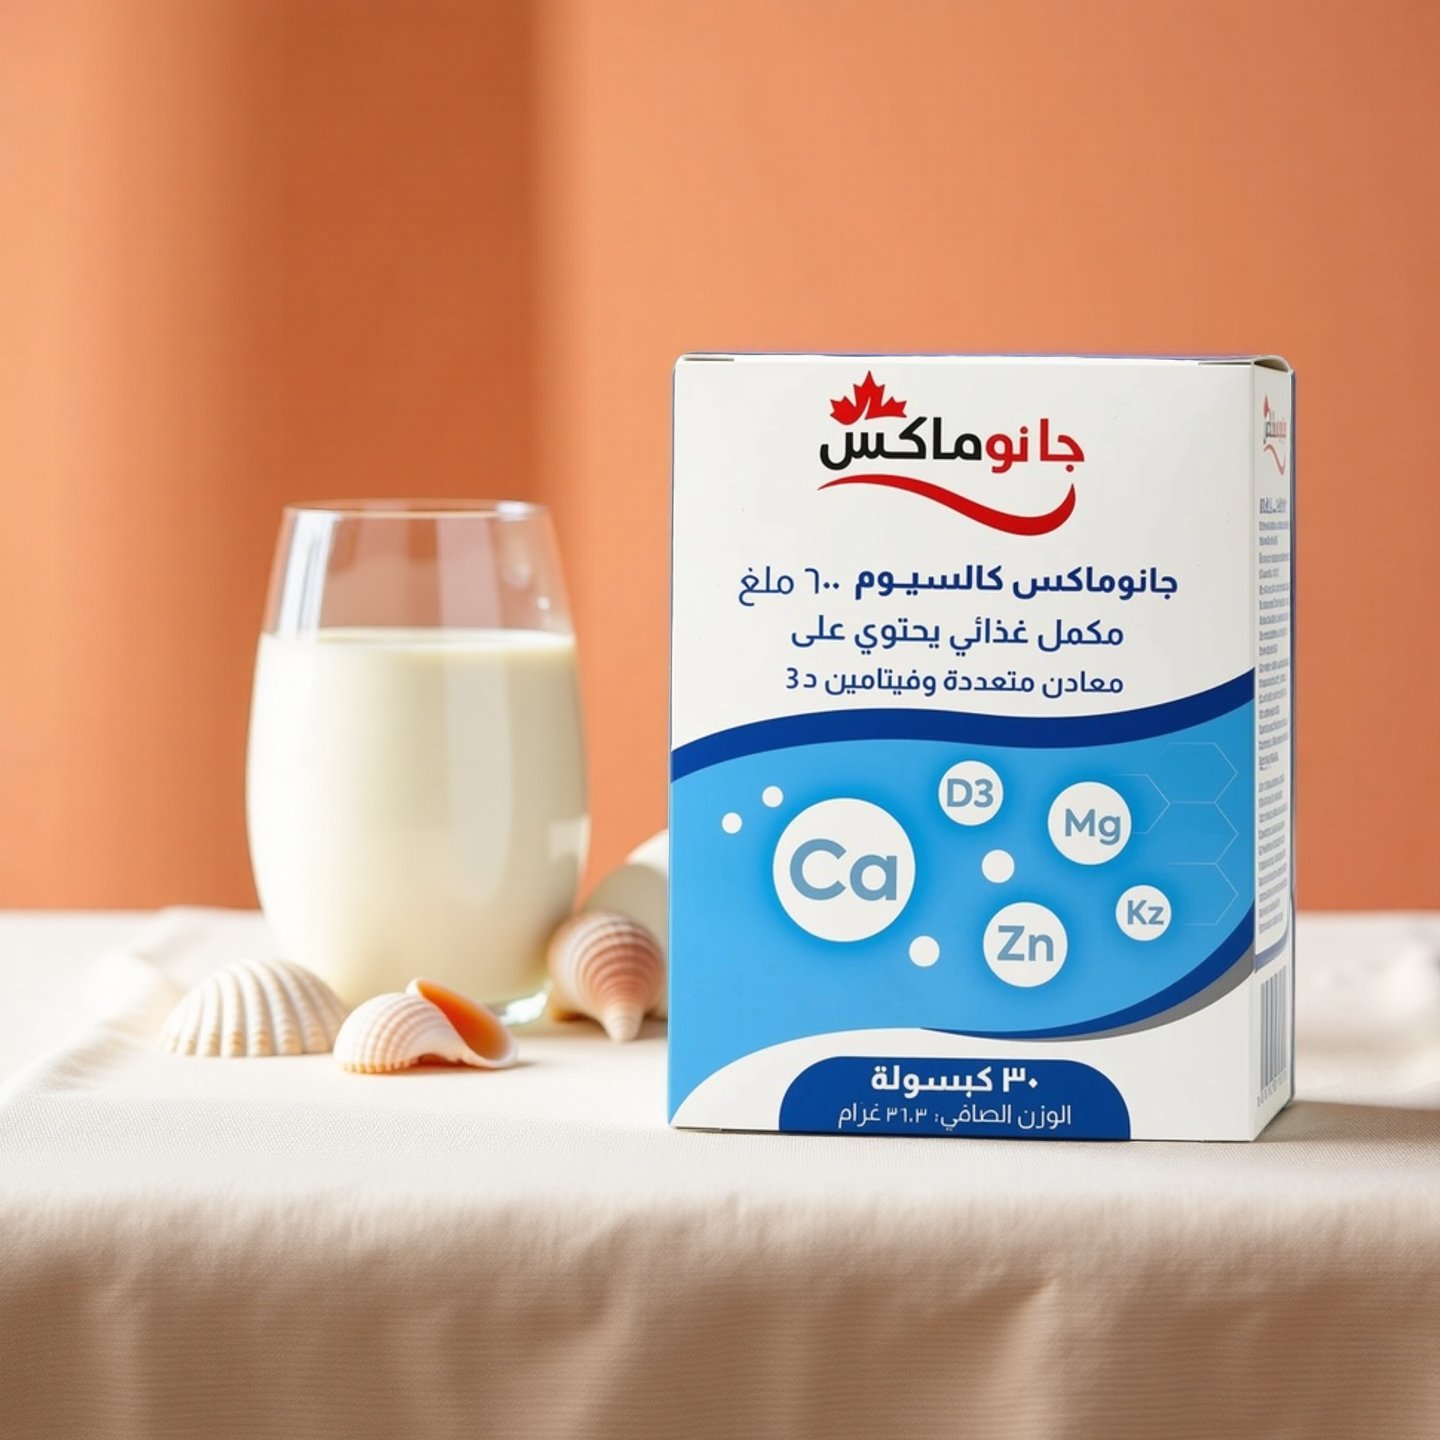 جانوماكس
جانوماكس كالسيوم ٦٠٠ ملغ
مكمل غذائي يحتوي على
معادن متعددة وفيتامين د3
D3
Mg
Ca
Kz
Zn
٣٠ كبسولة
الوزن الصافي: ٣٦.٣ غرام